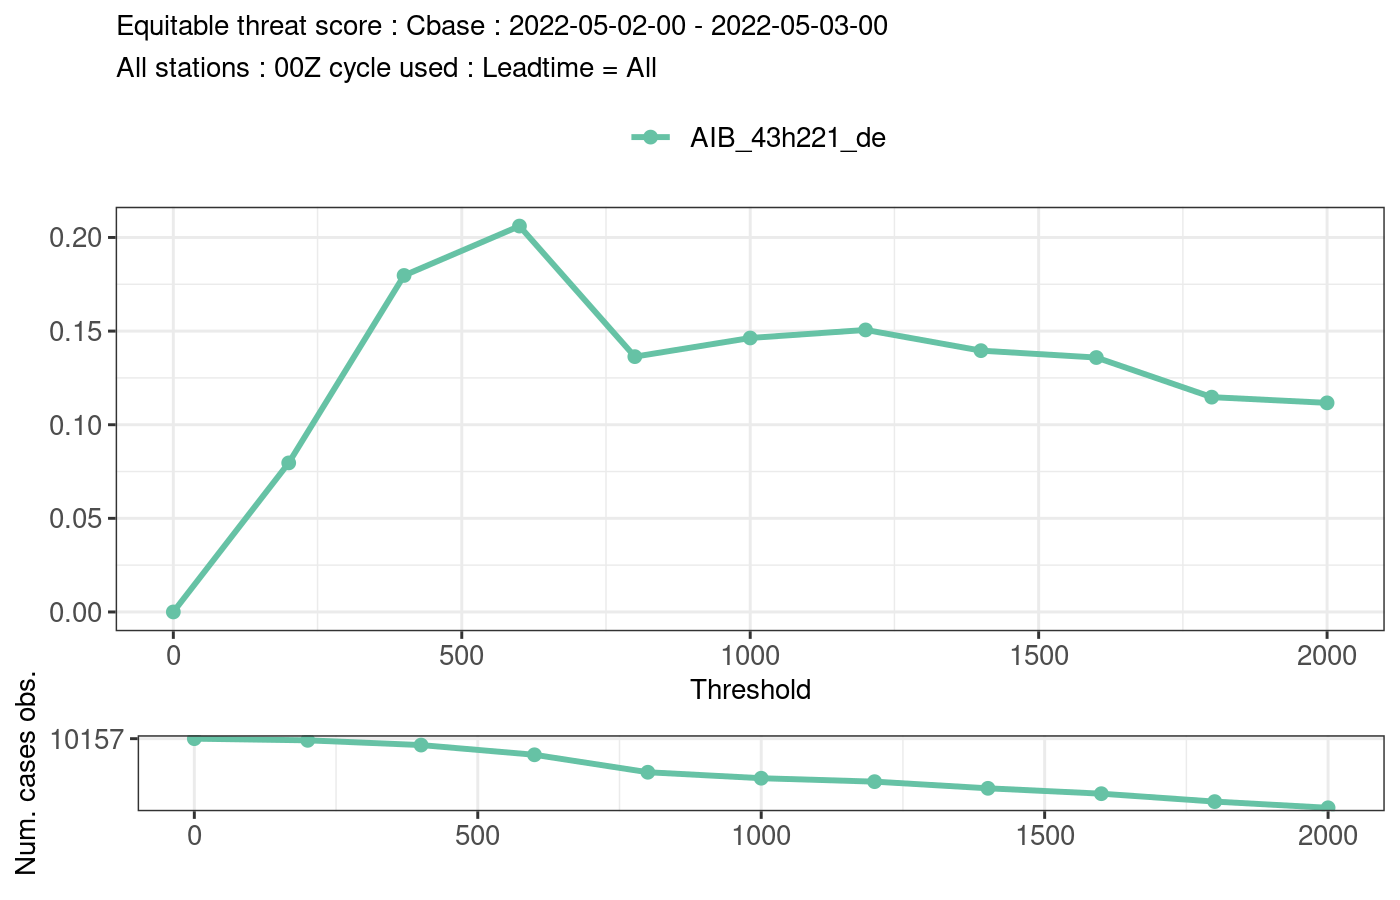 Equitable threat score : Cbase : 2022-05-02-00 - 2022-05-03-00
All stations : 00Z cycle used : Leadtime = All
AIB_43h221_de
0.20
0.15
0.10
0.05
0.00
0 500 1000 1500 2000
Threshold
Num. cases obs.
10157
0 500 1000 1500 2000